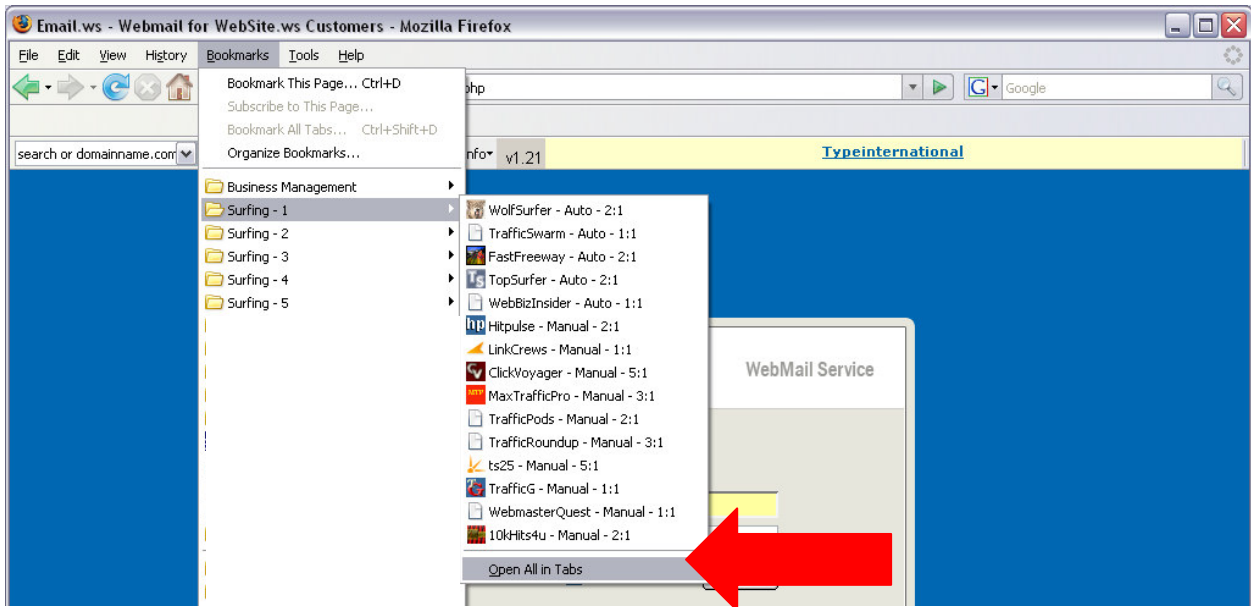 Email.ws - Webmail for WebSite.ws Customers - Mozilla Firefox
File Edit View History Bookmarks Tools Help
Bookmark This Page... Ctrl+D
Subscribe to This Page...
Bookmark All Tabs... Ctrl+Shift+D
Organize Bookmarks...
php
G Google
search or domainname.com
nfo v1.21
Typeinternational
Business Management
Surfing - 1
Surfing - 2
Surfing - 3
Surfing - 4
Surfing - 5
WolfSurfer - Auto - 2:1
TrafficSwarm - Auto - 1:1
FastFreeway - Auto - 2:1
Ts TopSurfer - Auto - 2:1
WebBizInsider - Auto - 1:1
hp Hitpulse - Manual - 2:1
LinkCrews - Manual - 1:1
CV ClickVoyager - Manual - 5:1
MTP MaxTrafficPro - Manual - 3:1
TrafficPods - Manual - 2:1
TrafficRoundup - Manual - 3:1
ts25 - Manual - 5:1
TrafficG - Manual - 1:1
WebmasterQuest - Manual - 1:1
10kHits4u - Manual - 2:1
Open All in Tabs
WebMail Service